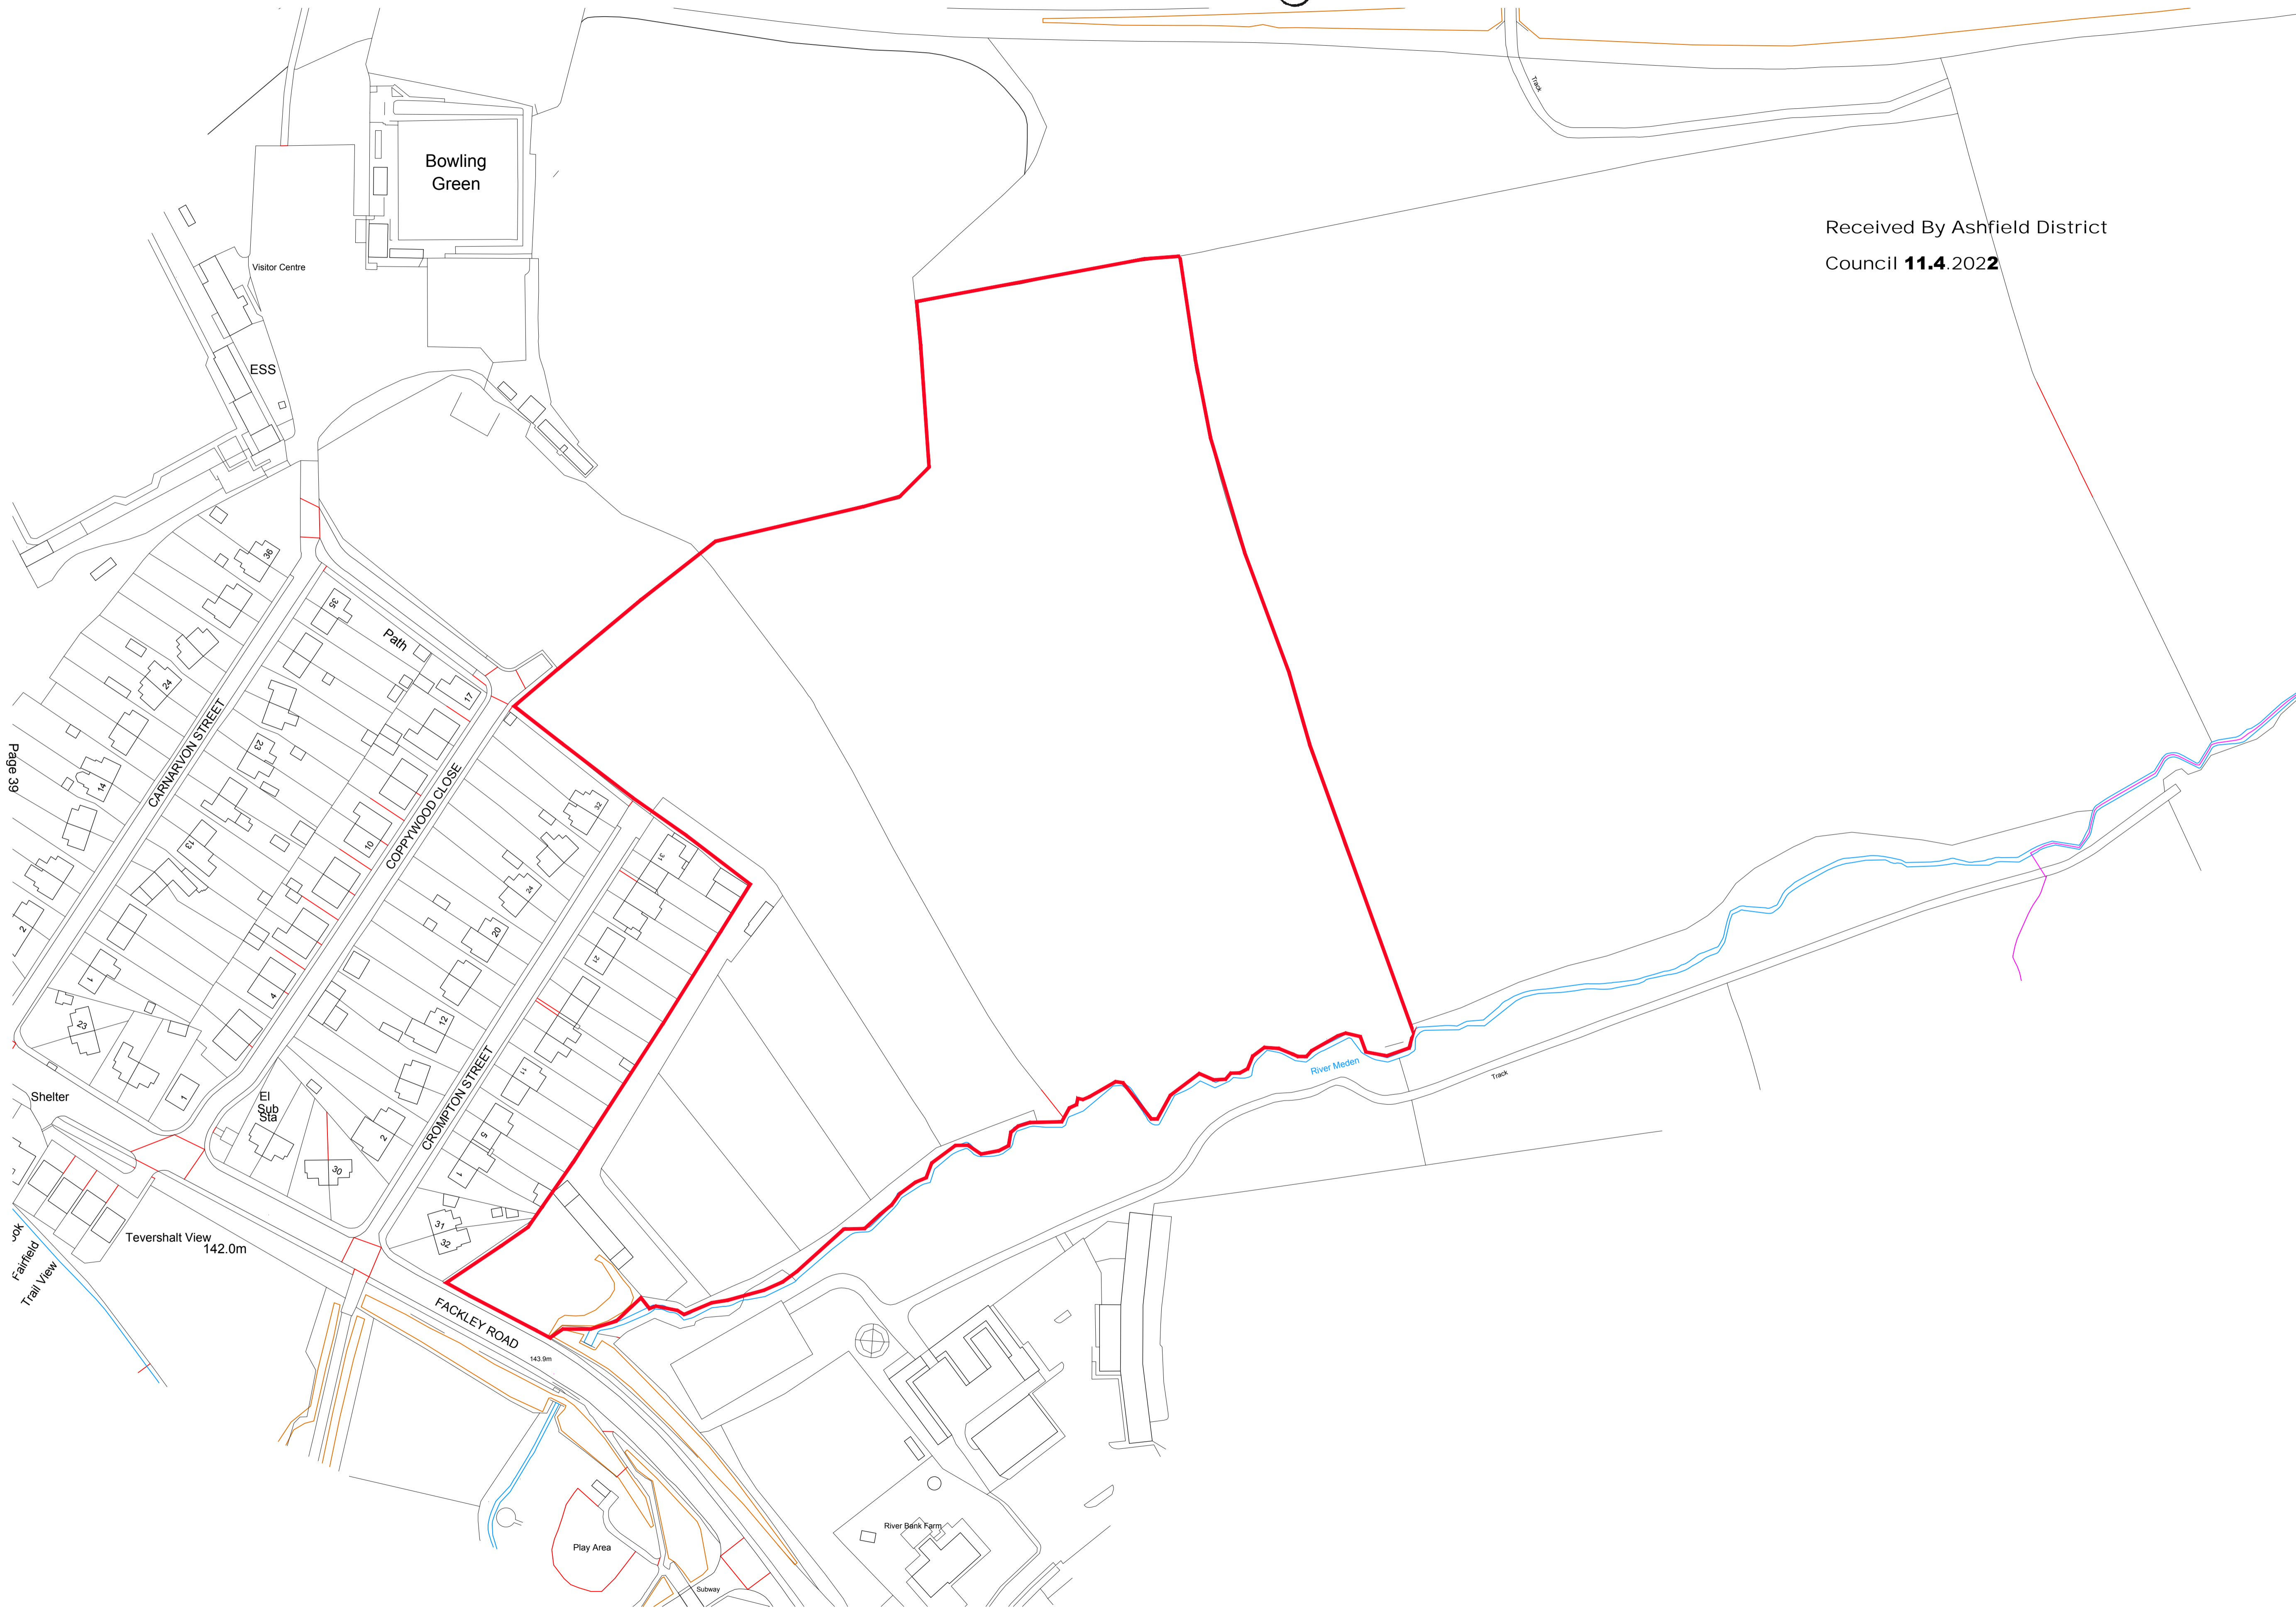 Track
Bowling
Green
Received By Ashfield District
Council 11.4.2022
Visitor Centre
ESS
36
35
Path
24
17
CARNARVON STREET
23
Page 39
14
COPPYWOOD CLOSE
32
13
10
31
24
2
20
21
1
4
12
23
CROMPTON STREET
11
River Meden
Track
Shelter
1
El
Sub
Sta
2
5
30
1
31
32
Tevershalt View
142.0m
Fairfield
Trail View
FACKLEY ROAD
143.9m
River Bank Farm
Play Area
Subway